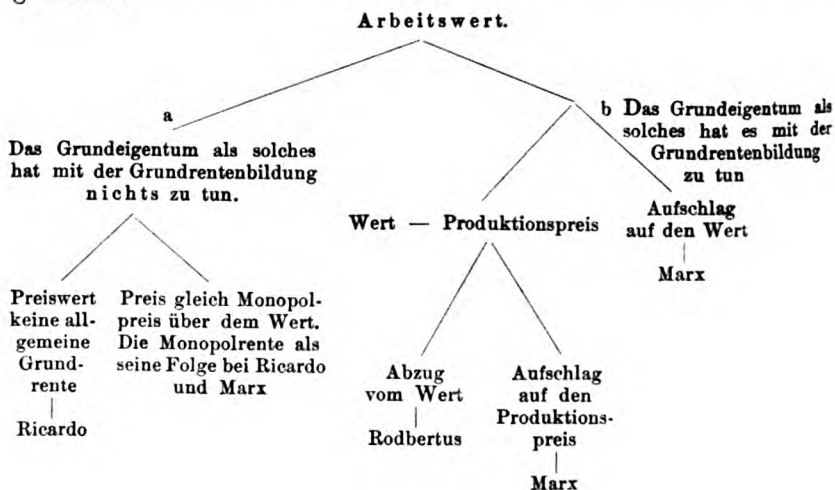 Arbeitswert.
a
Das Grundeigentum als solches
hat mit der Grundrentenbildung
nichts zu tun.
b Das Grundeigentum als
solches hat es mit der
Grundrentenbildung
zu tun
Wert — Produktionspreis
Aufschlag
auf den Wert
Marx
Preiswert
keine all-
gemeine
Grund-
rente
Ricardo
Preis gleich Monopol-
preis über dem Wert.
Die Monopolrente als
seine Folge bei Ricardo
und Marx
Abzug
vom Wert
Rodbertus
Aufschlag
auf den
Produktions-
preis
Marx